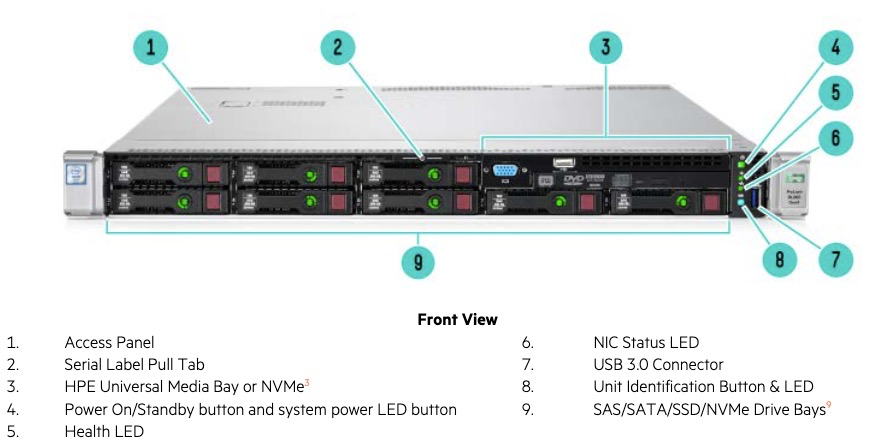 1
2
3
4
5
6
7
8
9
DVD
Front View
1. Access Panel
2. Serial Label Pull Tab
3. HPE Universal Media Bay or NVMe3
4. Power On/Standby button and system power LED button
5. Health LED
6. NIC Status LED
7. USB 3.0 Connector
8. Unit Identification Button & LED
9. SAS/SATA/SSD/NVMe Drive Bays9